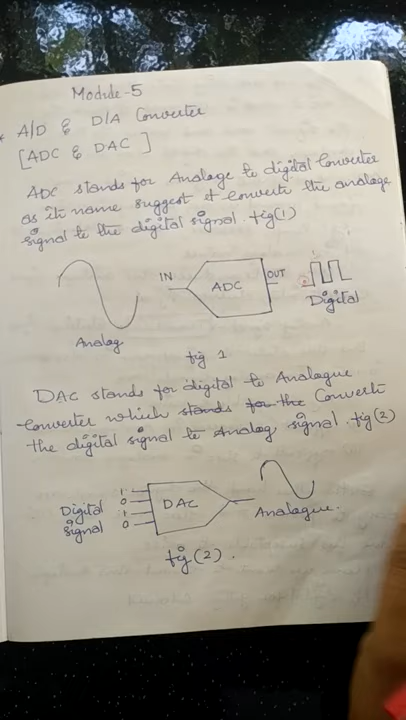 Module-5
* A/D & D/A Converter
[ADC & DAC]
ADC stands for Analoge to digital Converter
as it name suggest it converts the analoge
signal to the digital signal. fig(1)
IN ADC OUT
Digital
Analog
fig 1
DAC stands for digital to Analogue
Converter which stands for the Converts
the digital signal to Analog signal. fig(2)
1
0
1
0
Digital signal
DAC
Analogue.
fig(2).